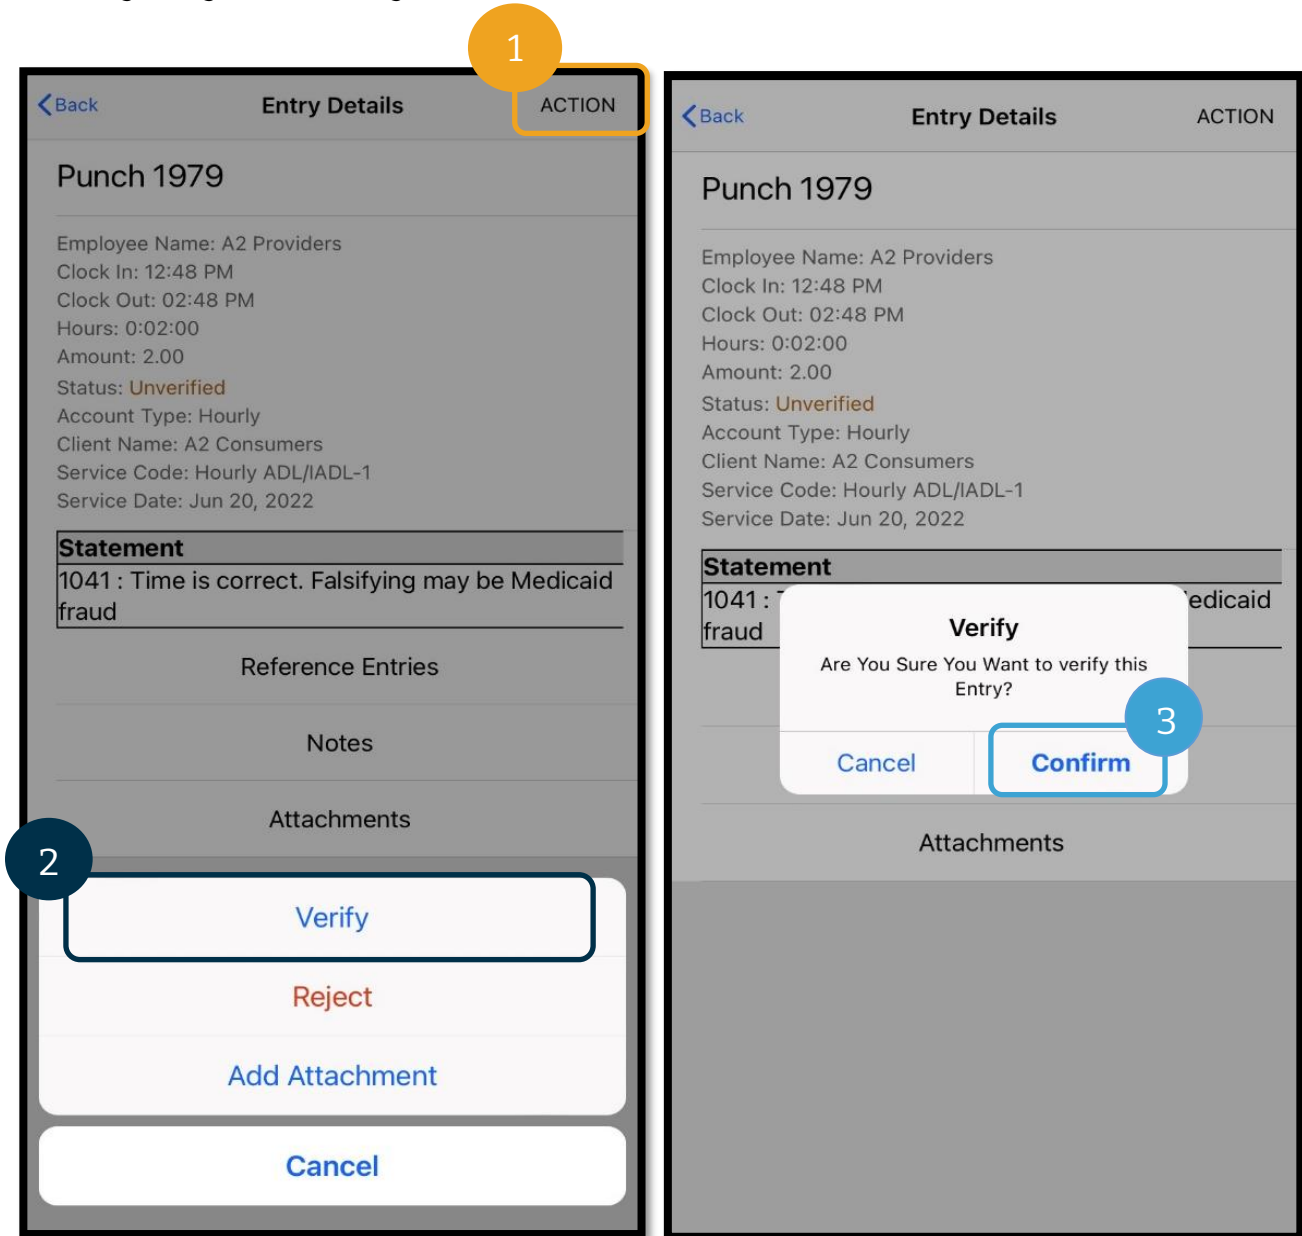 1
Back
Entry Details
ACTION
Punch 1979
Employee Name: A2 Providers
Clock In: 12:48 PM
Clock Out: 02:48 PM
Hours: 0:02:00
Amount: 2.00
Status: Unverified
Account Type: Hourly
Client Name: A2 Consumers
Service Code: Hourly ADL/IADL-1
Service Date: Jun 20, 2022
Statement
1041 : Time is correct. Falsifying may be Medicaid
fraud
Reference Entries
Notes
Attachments
2
Verify
Reject
Add Attachment
Cancel
Back
Entry Details
ACTION
Punch 1979
Employee Name: A2 Providers
Clock In: 12:48 PM
Clock Out: 02:48 PM
Hours: 0:02:00
Amount: 2.00
Status: Unverified
Account Type: Hourly
Client Name: A2 Consumers
Service Code: Hourly ADL/IADL-1
Service Date: Jun 20, 2022
Statement
1041 : edicaid
fraud
Verify
Are You Sure You Want to verify this
Entry?
3
Cancel
Confirm
Attachments